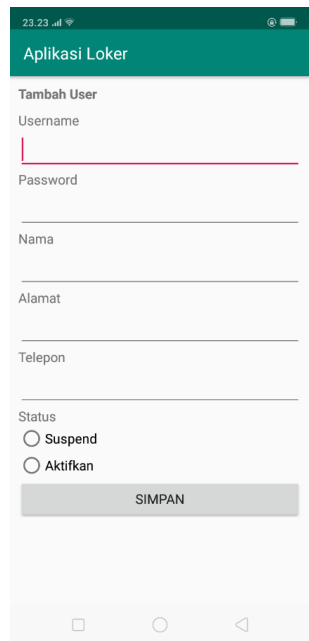 23.23
Aplikasi Loker
Tambah User
Username
Password
Nama
Alamat
Telepon
Status
Suspend
Aktifkan
SIMPAN